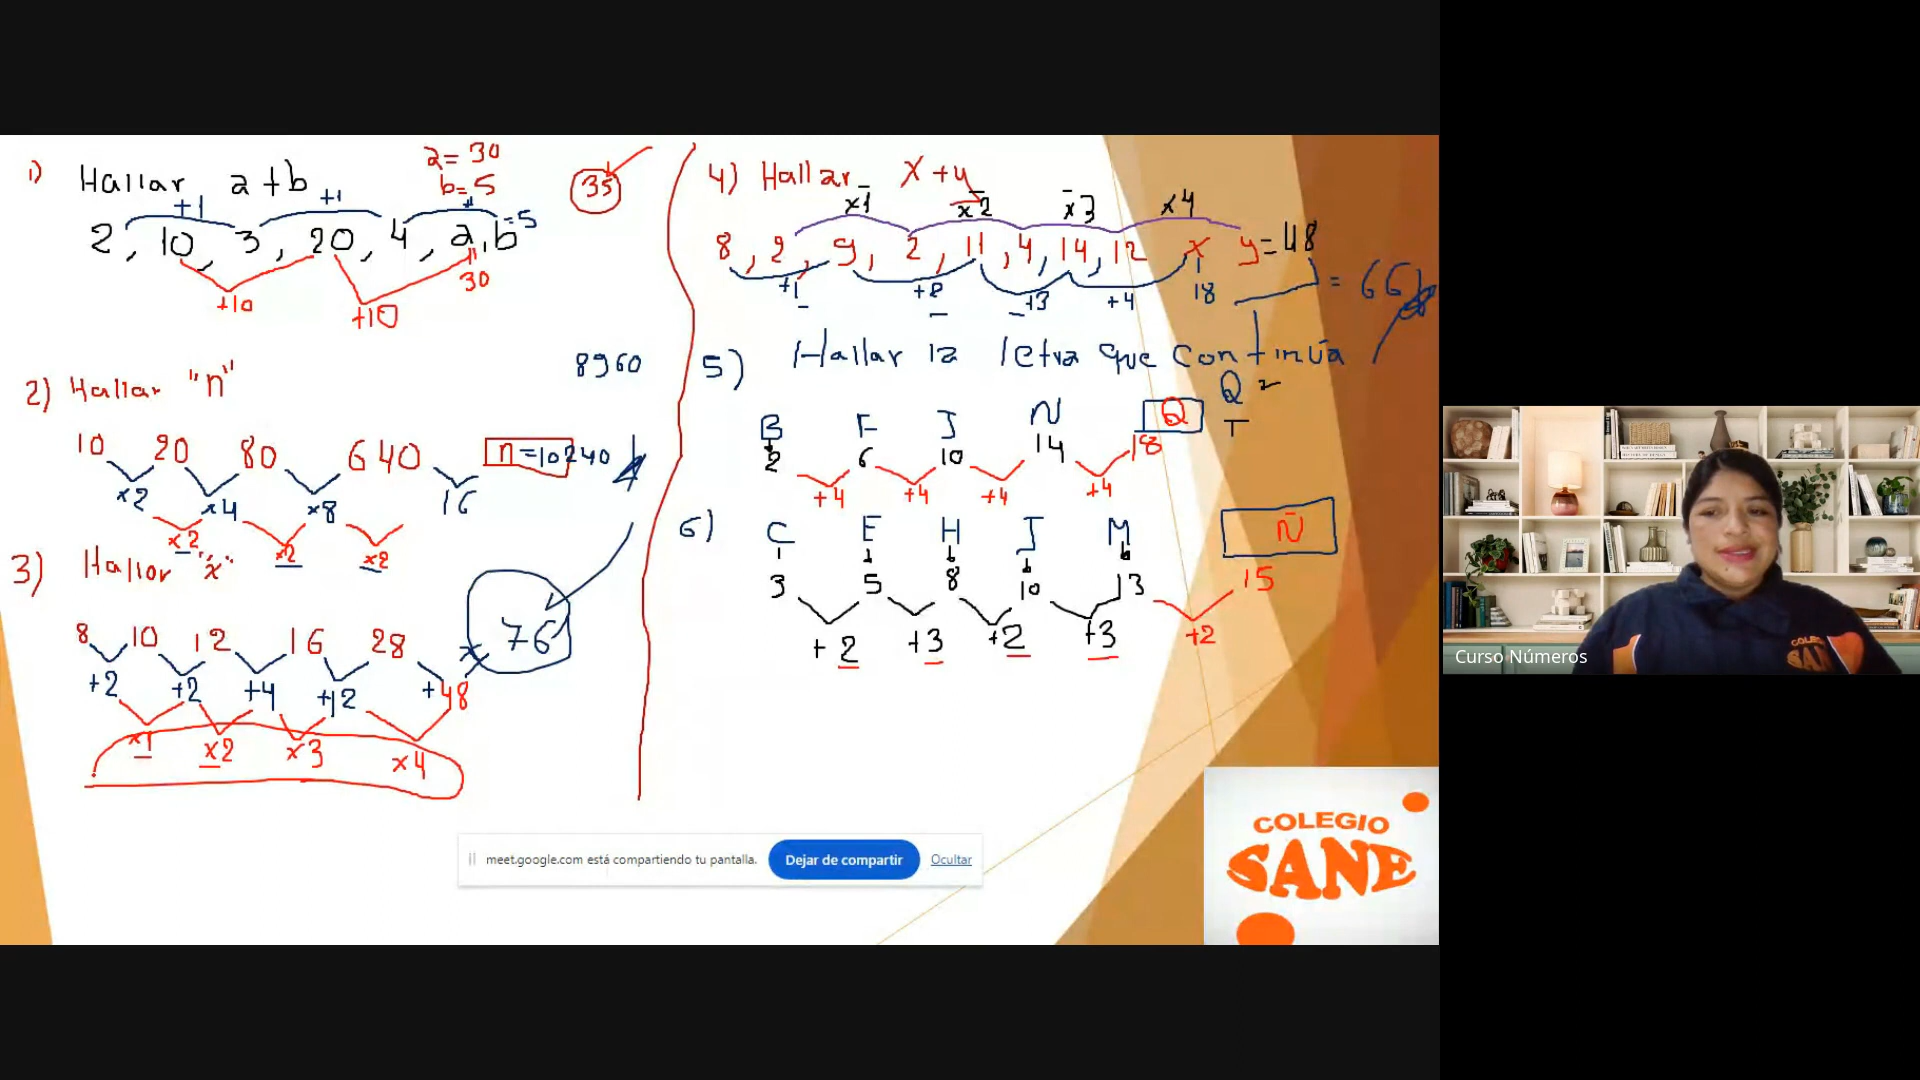 1) Hallar a+b
a= 30
b= 5
35
+1 +1 +1
2, 10, 3, 20, 4, a, b=5
30
+10
+10
2) Hallar "n"
8960
10 20 80 640 n =10240
x2 x4 x8 16
x2 x2 x2
3) Hallar "x"
8 10 12 16 28 x 76
+2 +2 +4 +12 +48
x1 x2 x3 x4
4) Hallar x+y
x1 x2 x3 x4
8, 2, 9, 2, 11, 4, 14, 12 x y=48
+1 +2 +3 +4 18 = 66
5) Hallar la letra que continúa
Q
T
B F J N Q
2 6 10 14 18
+4 +4 +4 +4
6) C E H J M Ñ
3 5 8 10 13 15
+2 +3 +2 +3 +2
meet.google.com está compartiendo tu pantalla. Dejar de compartir Ocultar
COLEGIO
SANE
COLEGIO
SAN
Curso Números